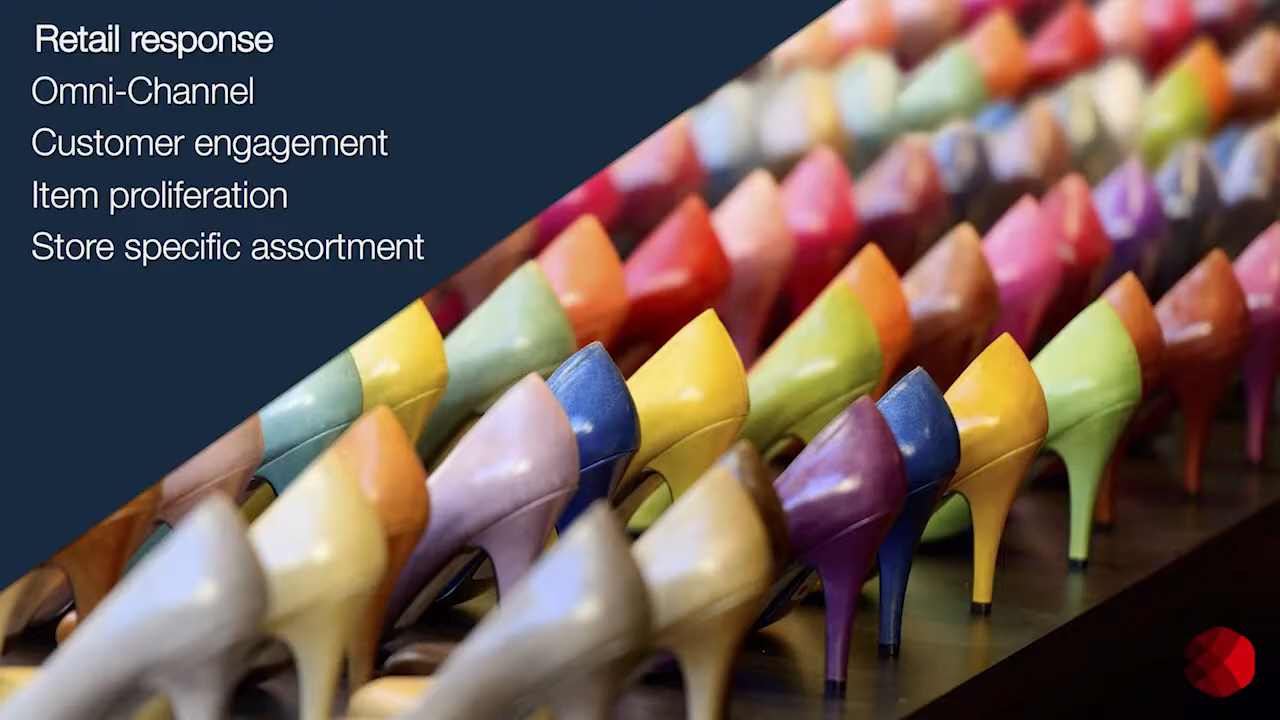 Retail response
Omni-Channel
Customer engagement
Item proliferation
Store specific assortment